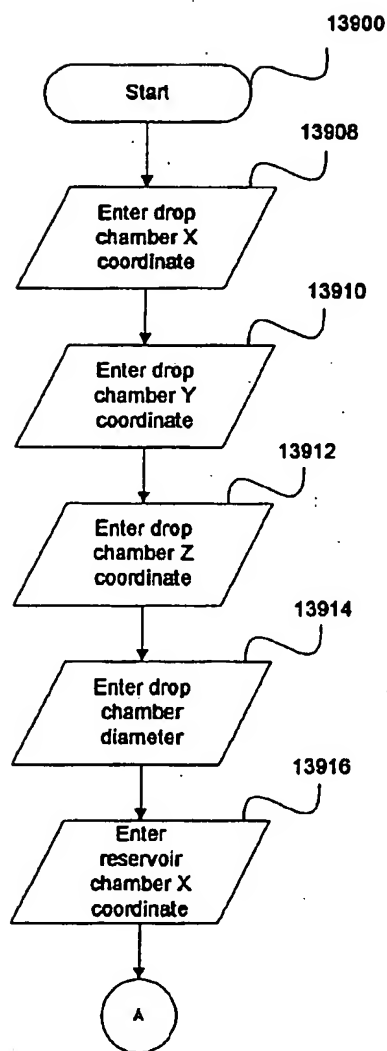 13900
Start
13908
Enter drop
chamber X
coordinate
13910
Enter drop
chamber Y
coordinate
13912
Enter drop
chamber Z
coordinate
13914
Enter drop
chamber
diameter
13916
Enter
reservoir
chamber X
coordinate
A